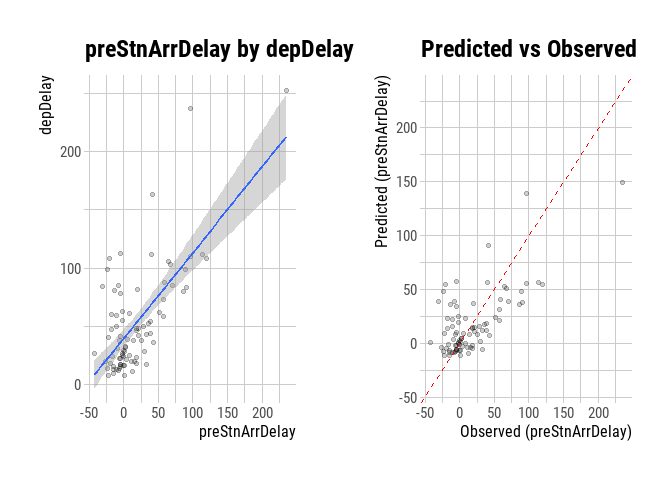 preStnArrDelay by depDelay
depDelay
200
100
0
-50 0 50 100 150 200
preStnArrDelay
Predicted vs Observed
Predicted (preStnArrDelay)
200
150
100
50
0
-50
-50 0 50 100 150 200
Observed (preStnArrDelay)